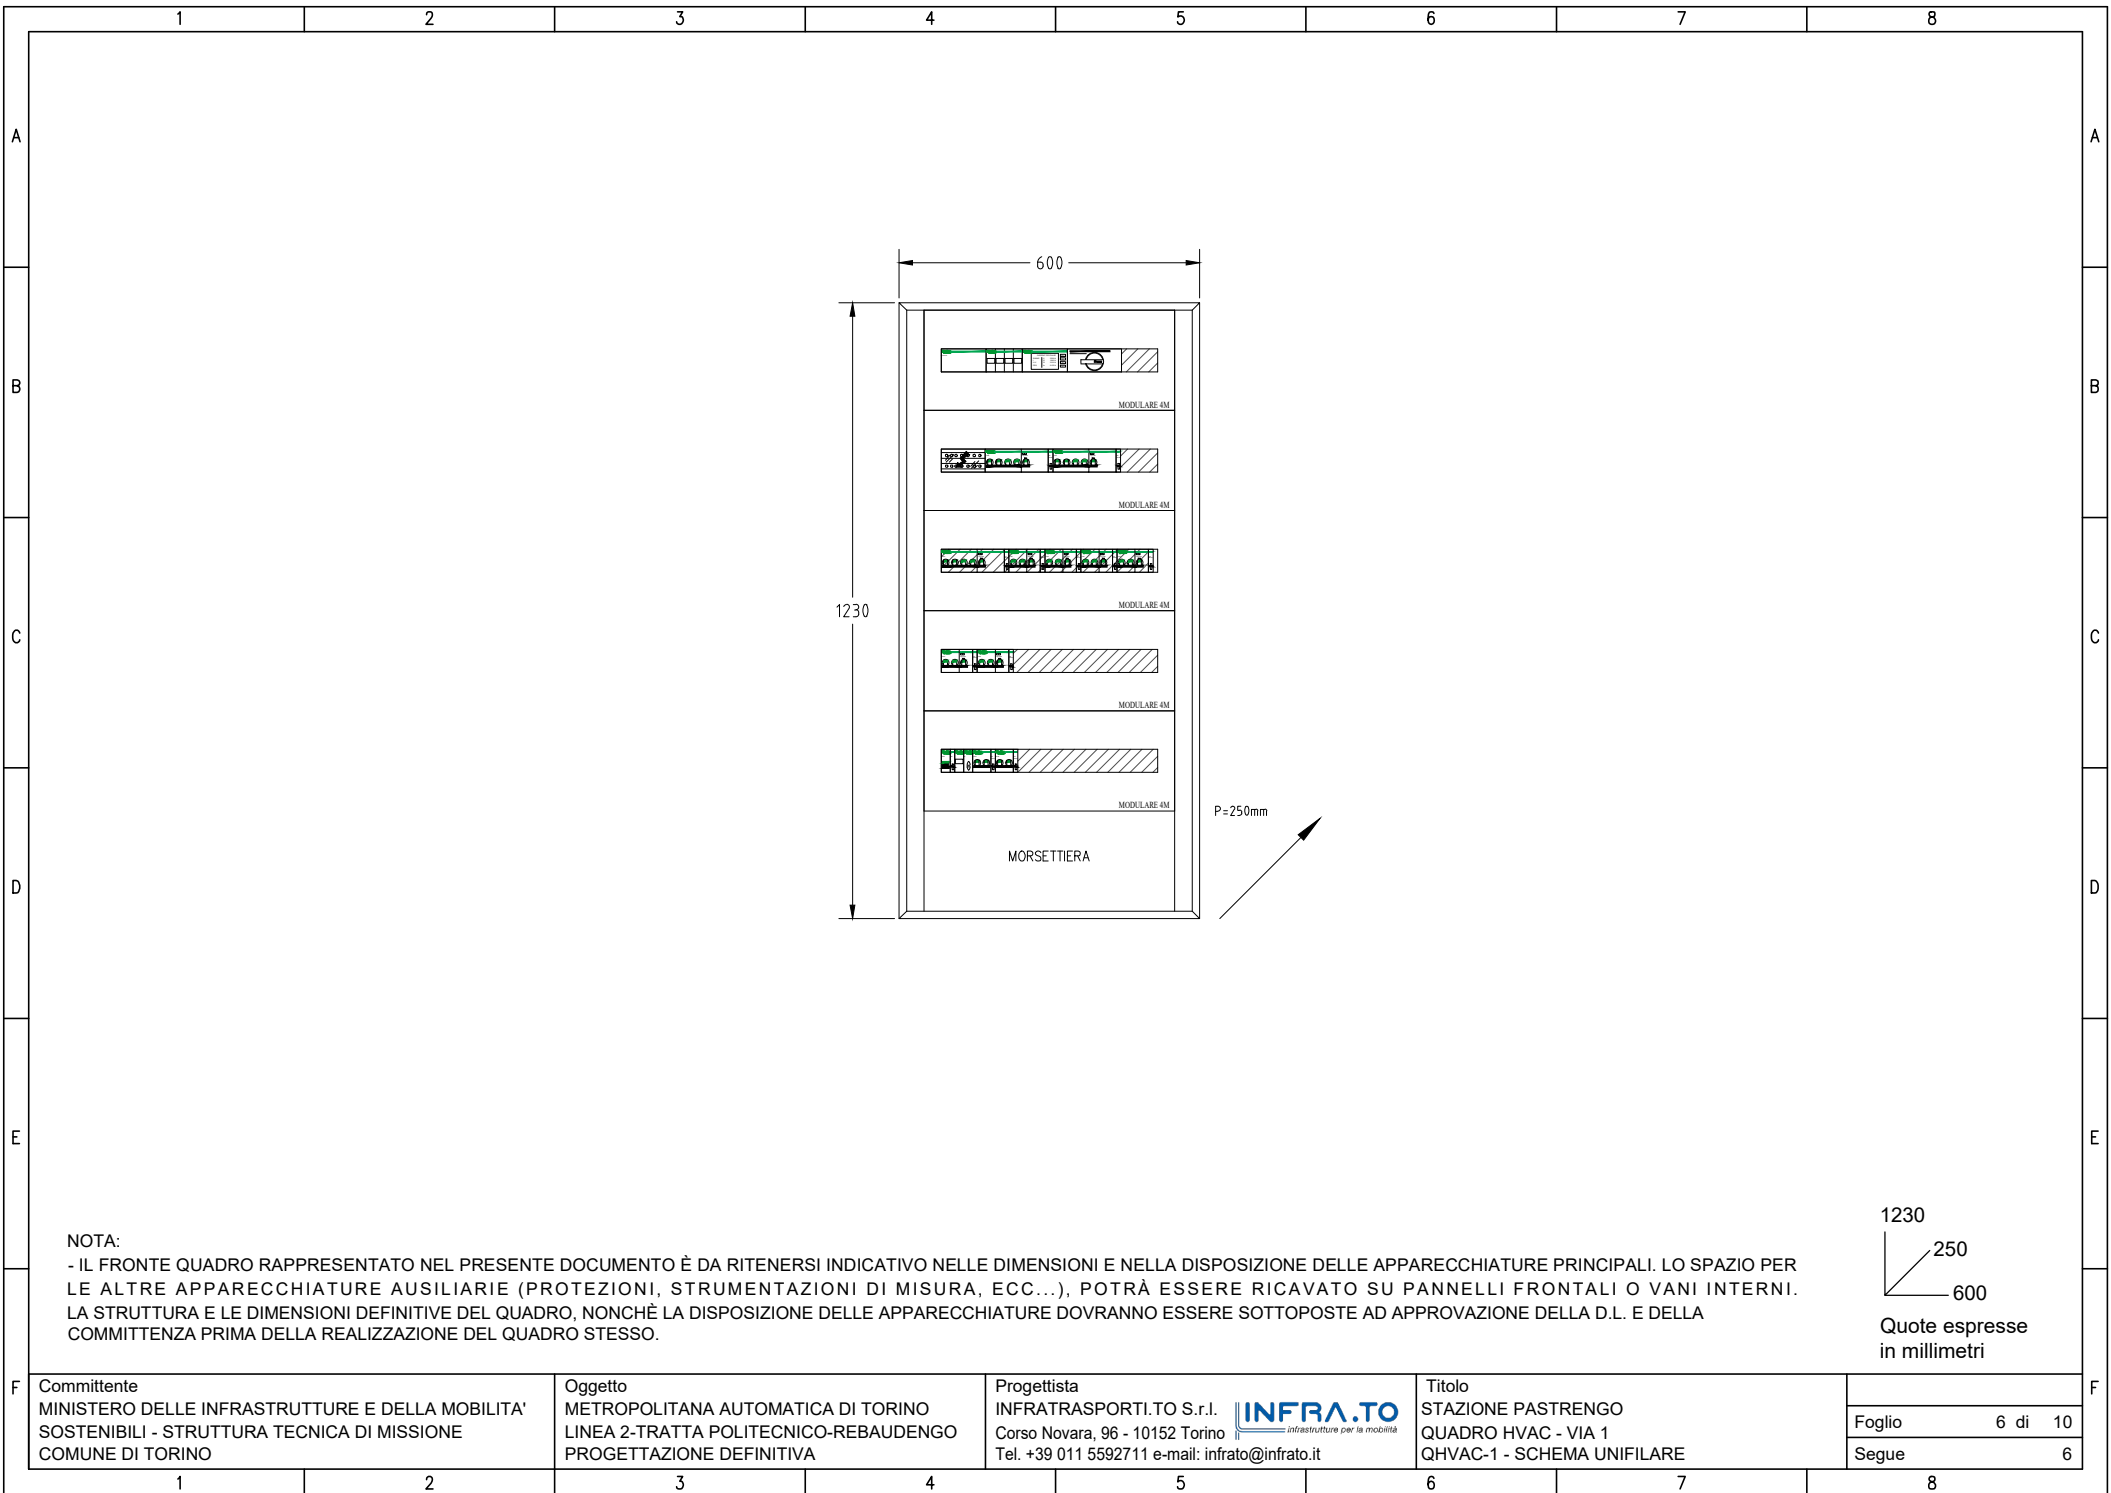 1 2 3 4 5 6 7 8
A A
B B
C C
D D
E E
F F
600
1230
MODULARE 4M
MODULARE 4M
MODULARE 4M
MODULARE 4M
MODULARE 4M
P=250mm
MORSETTIERA
NOTA:
- IL FRONTE QUADRO RAPPRESENTATO NEL PRESENTE DOCUMENTO È DA RITENERSI INDICATIVO NELLE DIMENSIONI E NELLA DISPOSIZIONE DELLE APPARECCHIATURE PRINCIPALI. LO SPAZIO PER
LE ALTRE APPARECCHIATURE AUSILIARIE (PROTEZIONI, STRUMENTAZIONI DI MISURA, ECC...), POTRÀ ESSERE RICAVATO SU PANNELLI FRONTALI O VANI INTERNI.
LA STRUTTURA E LE DIMENSIONI DEFINITIVE DEL QUADRO, NONCHÈ LA DISPOSIZIONE DELLE APPARECCHIATURE DOVRANNO ESSERE SOTTOPOSTE AD APPROVAZIONE DELLA D.L. E DELLA
COMMITTENZA PRIMA DELLA REALIZZAZIONE DEL QUADRO STESSO.
1230
250
600
Quote espresse
in millimetri
Committente
MINISTERO DELLE INFRASTRUTTURE E DELLA MOBILITA'
SOSTENIBILI - STRUTTURA TECNICA DI MISSIONE
COMUNE DI TORINO
Oggetto
METROPOLITANA AUTOMATICA DI TORINO
LINEA 2-TRATTA POLITECNICO-REBAUDENGO
PROGETTAZIONE DEFINITIVA
Progettista
INFRATRASPORTI.TO S.r.l.
Corso Novara, 96 - 10152 Torino
Tel. +39 011 5592711 e-mail: infrato@infrato.it
INFRA.TO
infrastrutture per la mobilità
Titolo
STAZIONE PASTRENGO
QUADRO HVAC - VIA 1
QHVAC-1 - SCHEMA UNIFILARE
Foglio 6 di 10
Segue 6
1 2 3 4 5 6 7 8